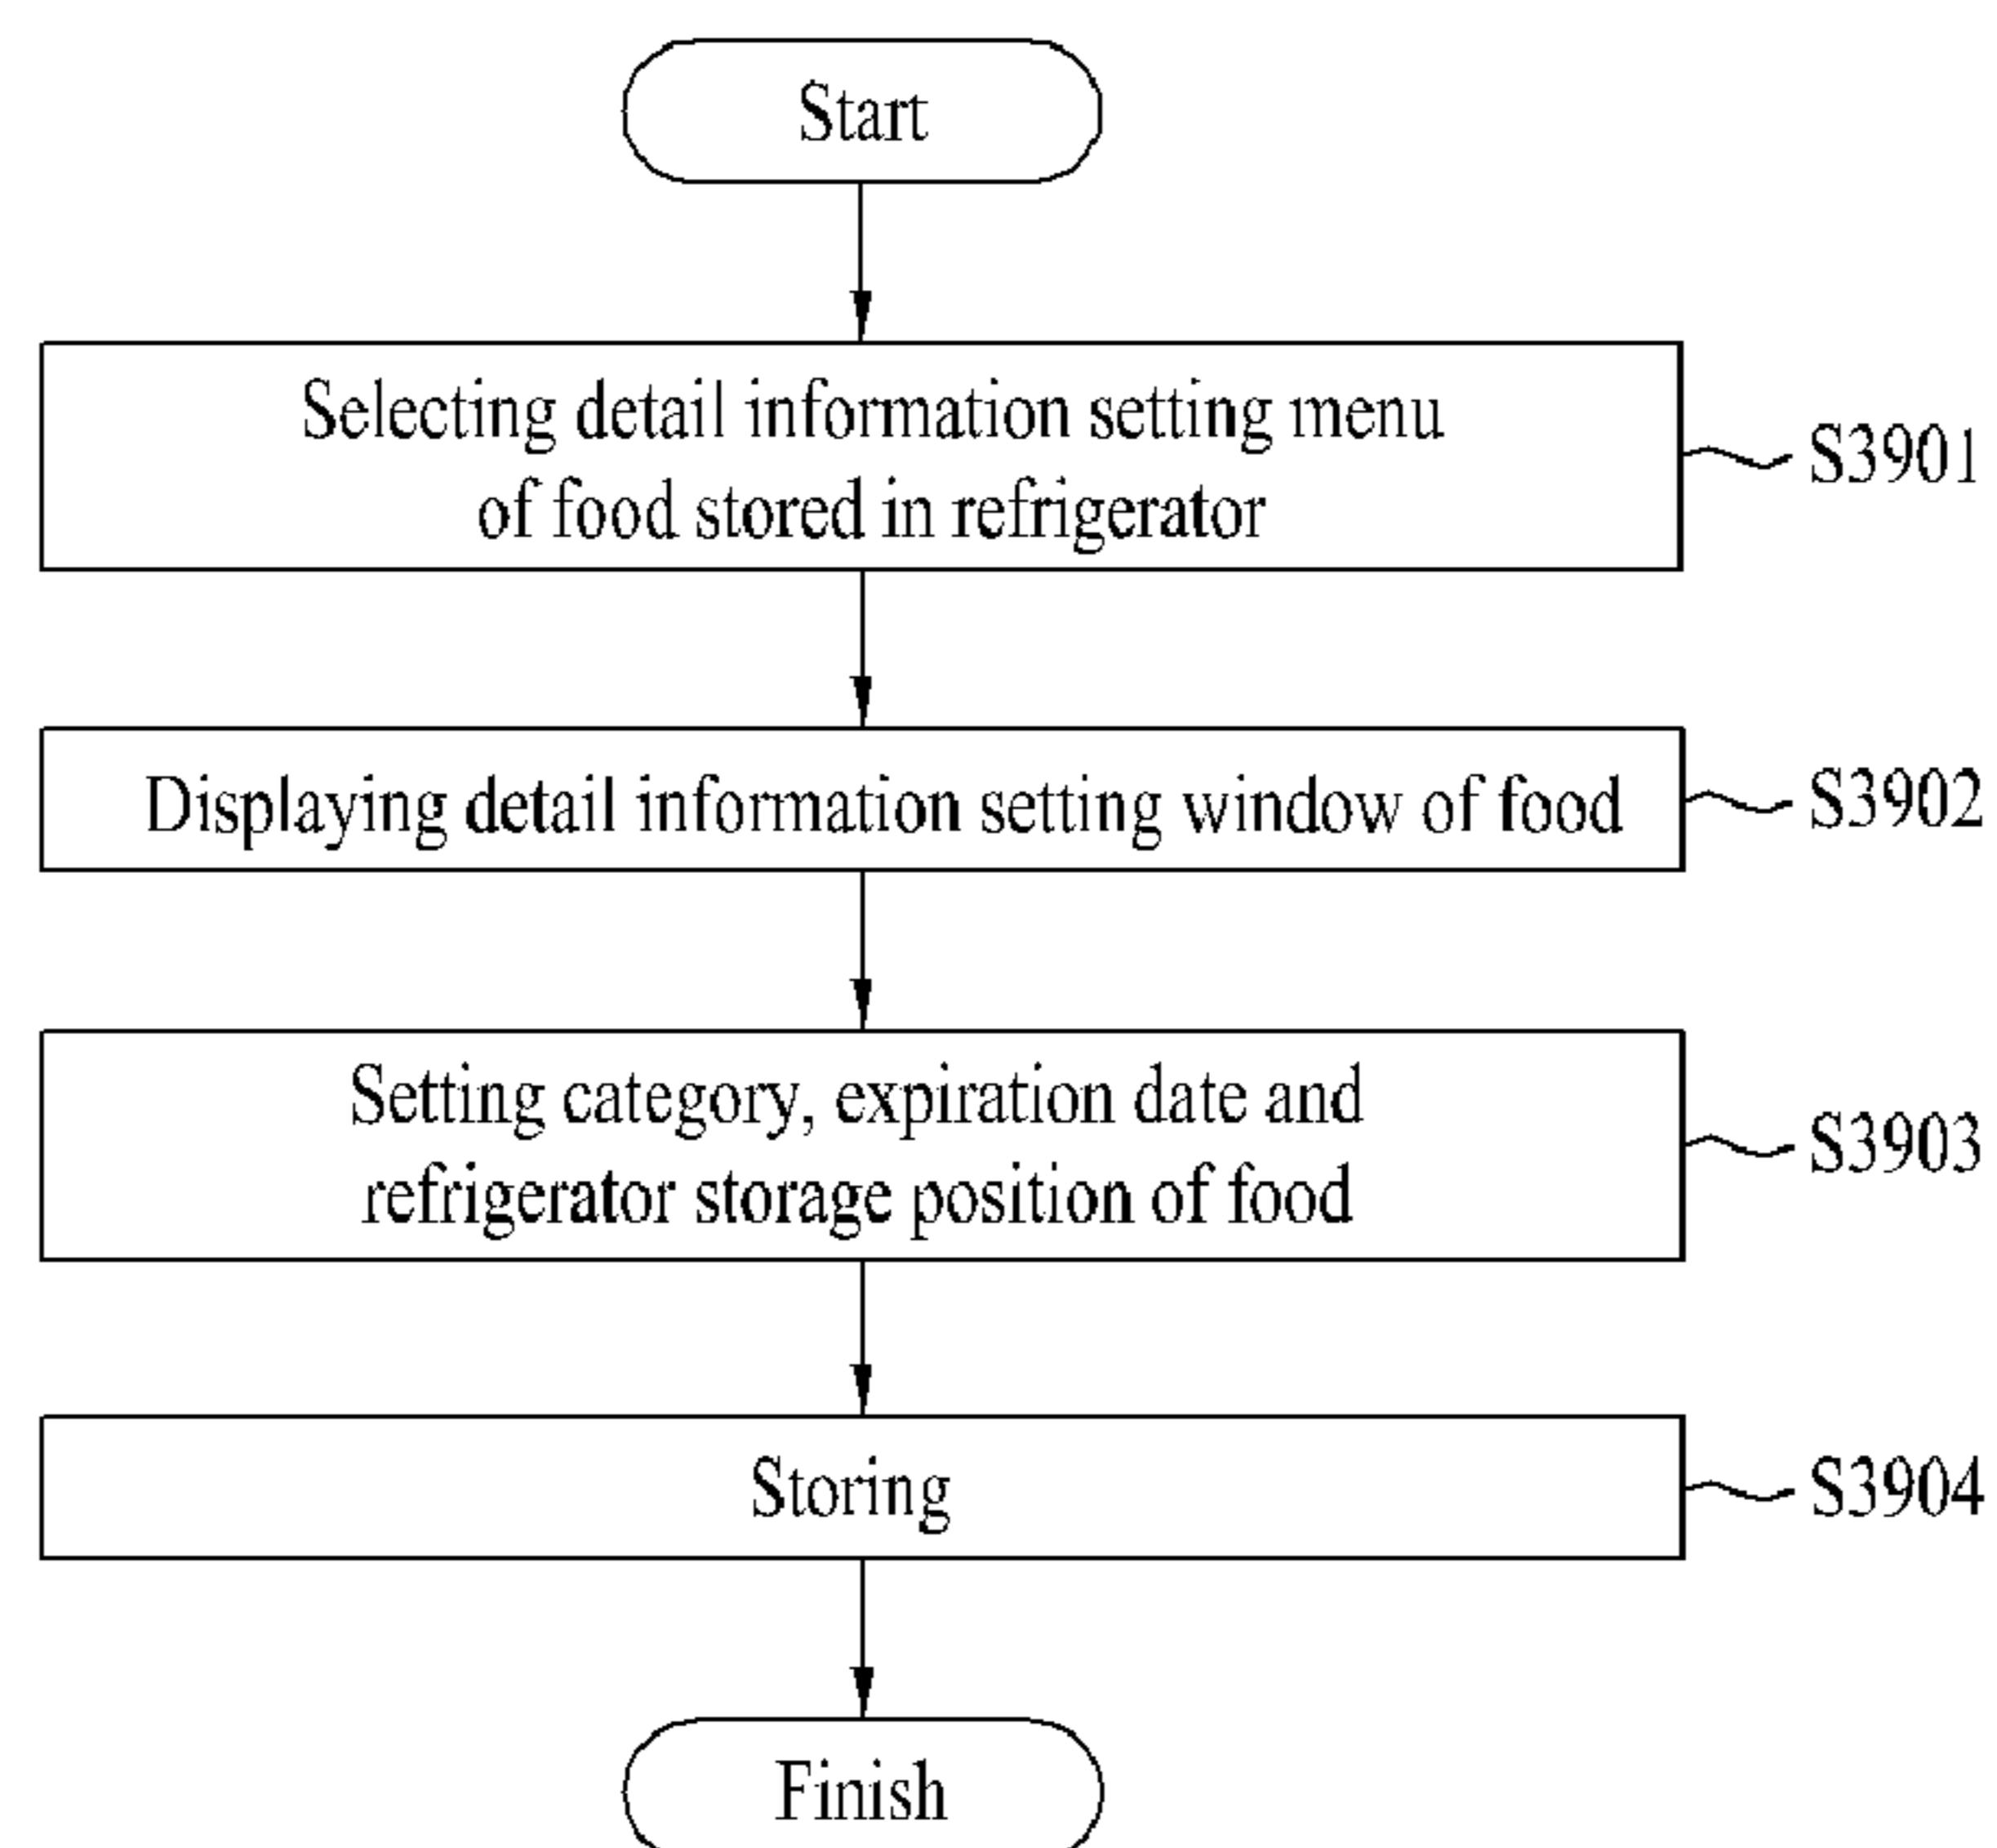 Start
Selecting detail information setting menu
of food stored in refrigerator
S3901
Displaying detail information setting window of food
S3902
Setting category, expiration date and
refrigerator storage position of food
S3903
Storing
S3904
Finish